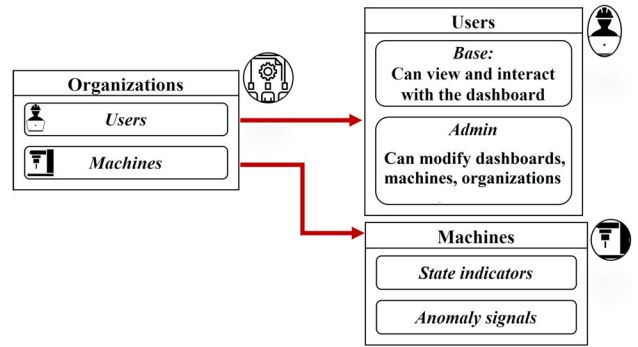 Organizations
Users
Machines
Users
Base:
Can view and interact
with the dashboard
Admin
Can modify dashboards,
machines, organizations
Machines
State indicators
Anomaly signals